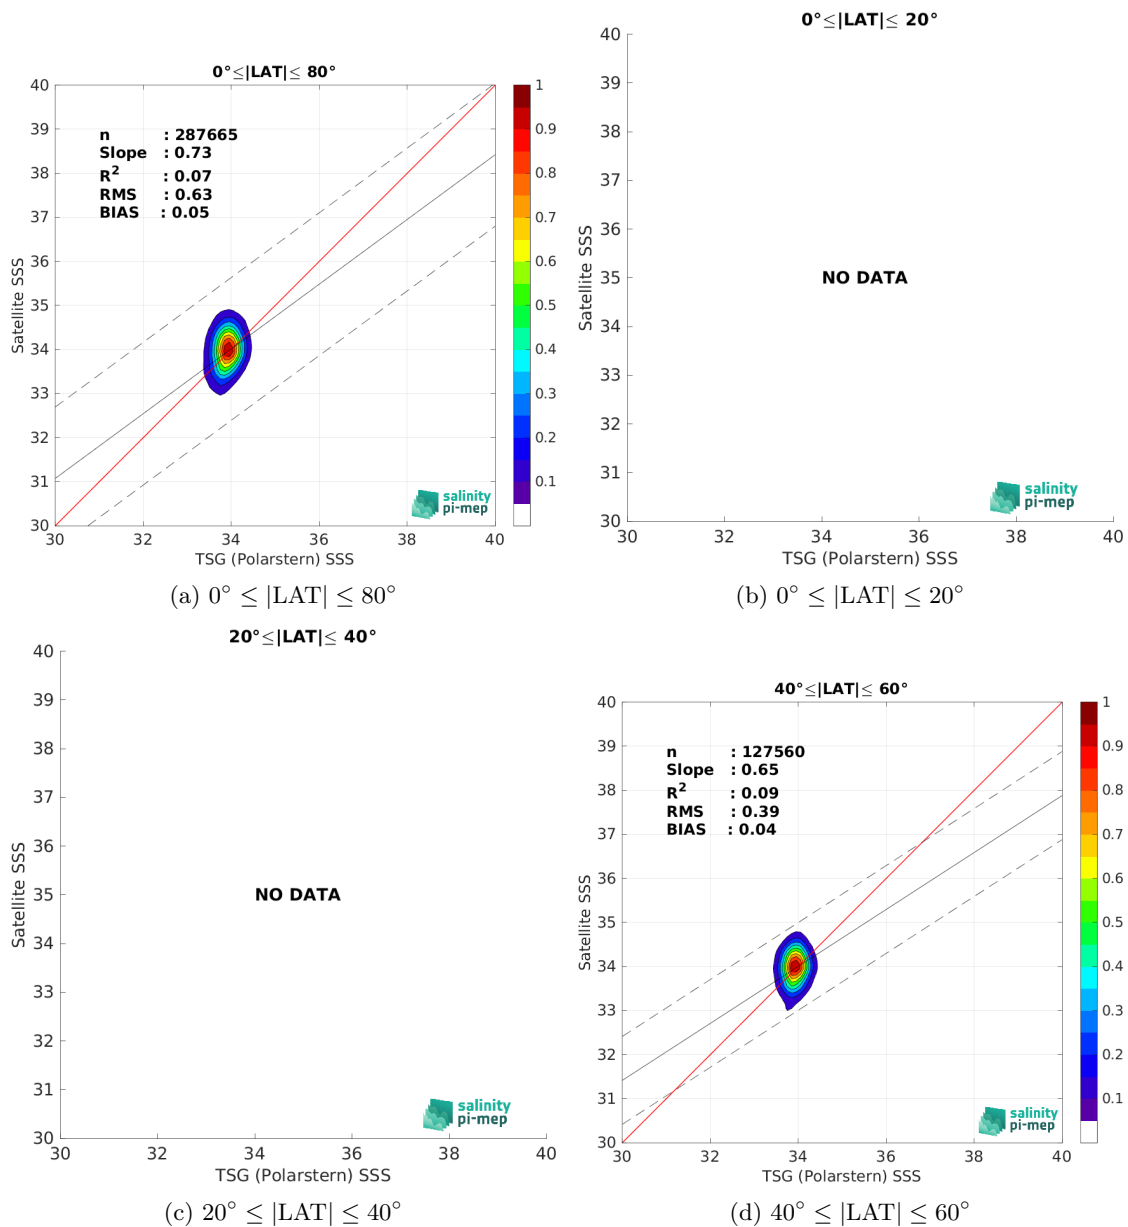 0°≤|LAT|≤ 80°
40
39
38
37
36
35
34
33
32
31
30
Satellite SSS
n : 287665
Slope : 0.73
R² : 0.07
RMS : 0.63
BIAS : 0.05
salinity
pi-mep
30 32 34 36 38 40
TSG (Polarstern) SSS
1
0.9
0.8
0.7
0.6
0.5
0.4
0.3
0.2
0.1
(a) 0° ≤ |LAT| ≤ 80°
0°≤|LAT|≤ 20°
40
39
38
37
36
35
34
33
32
31
30
Satellite SSS
NO DATA
salinity
pi-mep
30 32 34 36 38 40
TSG (Polarstern) SSS
(b) 0° ≤ |LAT| ≤ 20°
20°≤|LAT|≤ 40°
40
39
38
37
36
35
34
33
32
31
30
Satellite SSS
NO DATA
salinity
pi-mep
30 32 34 36 38 40
TSG (Polarstern) SSS
(c) 20° ≤ |LAT| ≤ 40°
40°≤|LAT|≤ 60°
40
39
38
37
36
35
34
33
32
31
30
Satellite SSS
n : 127560
Slope : 0.65
R² : 0.09
RMS : 0.39
BIAS : 0.04
salinity
pi-mep
30 32 34 36 38 40
TSG (Polarstern) SSS
1
0.9
0.8
0.7
0.6
0.5
0.4
0.3
0.2
0.1
(d) 40° ≤ |LAT| ≤ 60°